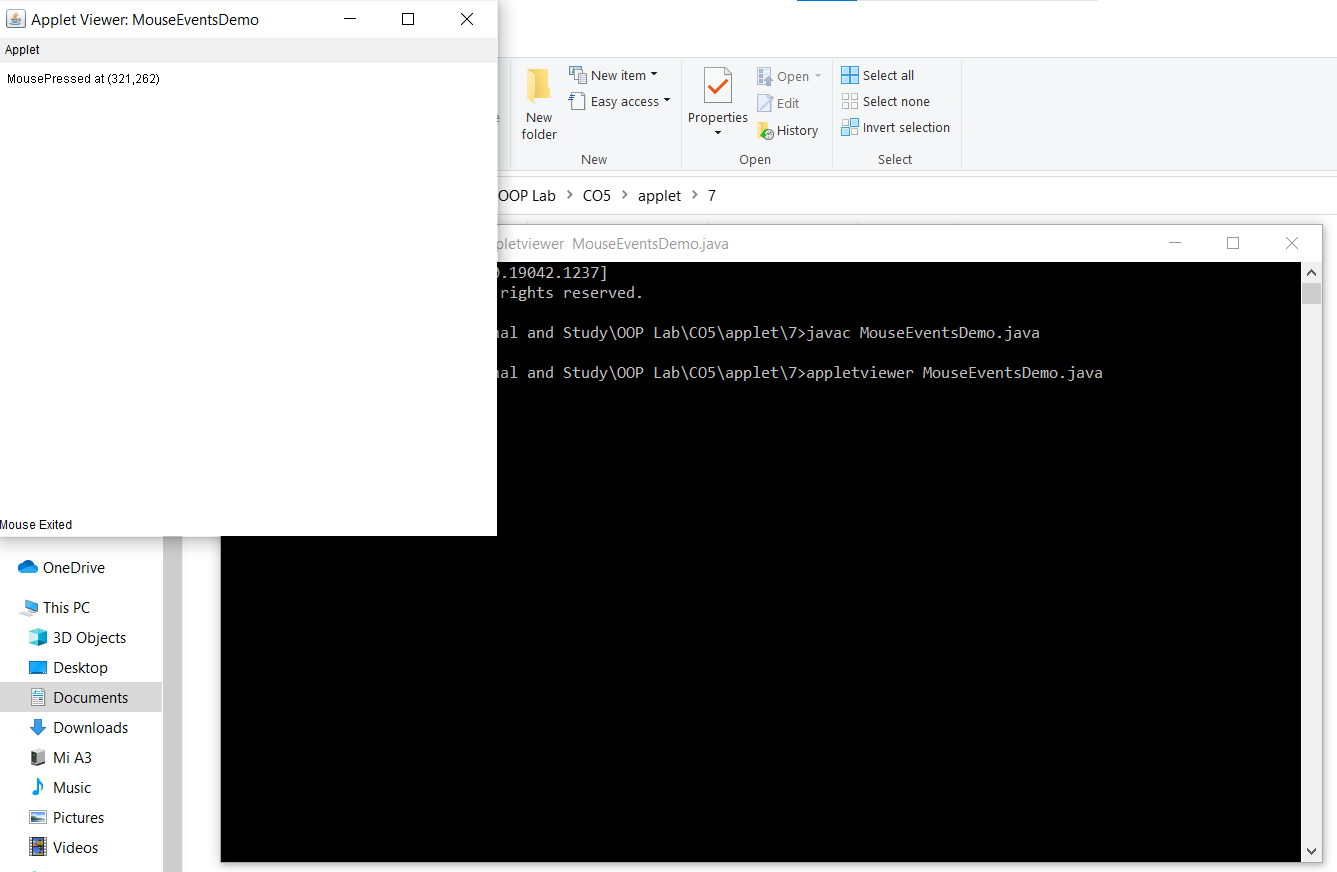 Applet Viewer: MouseEventsDemo
Applet
MousePressed at (321,262)
Mouse Exited
New folder
New item
Easy access
New
Properties
Open
Edit
History
Open
Select all
Select none
Invert selection
Select
OOP Lab > CO5 > applet > 7
pletviewer MouseEventsDemo.java
.19042.1237]
rights reserved.
nal and Study\OOP Lab\CO5\applet\7>javac MouseEventsDemo.java
nal and Study\OOP Lab\CO5\applet\7>appletviewer MouseEventsDemo.java
OneDrive
This PC
3D Objects
Desktop
Documents
Downloads
Mi A3
Music
Pictures
Videos